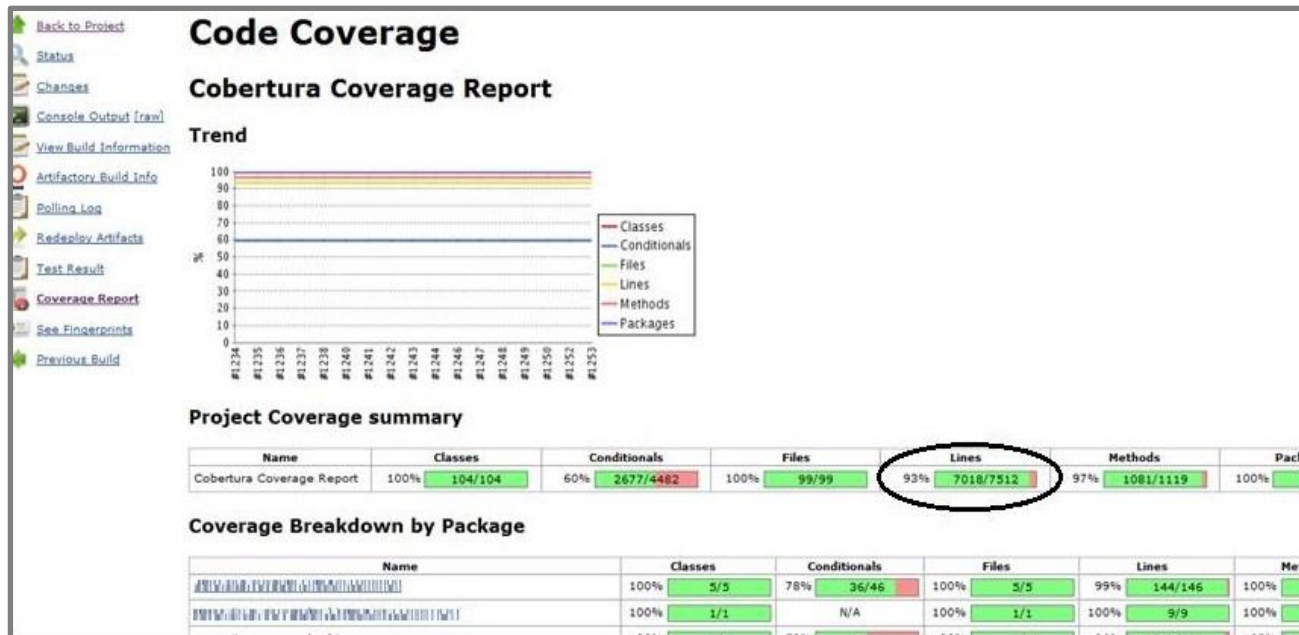 Back to Project
Status
Changes
Console Output [raw]
View Build Information
Artifactory Build Info
Polling Log
Redeploy Artifacts
Test Result
Coverage Report
See Fingerprints
Previous Build
Code Coverage
Cobertura Coverage Report
Trend
100
90
80
70
60
50
40
30
20
10
0
%
#1234
#1235
#1236
#1237
#1238
#1240
#1241
#1242
#1243
#1244
#1246
#1247
#1248
#1249
#1250
#1252
#1253
Classes
Conditionals
Files
Lines
Methods
Packages
Project Coverage summary
Name Classes Conditionals Files Lines Methods
Cobertura Coverage Report 100% 104/104 60% 2677/4482 100% 99/99 93% 7018/7512 97% 1081/1119 100%
Coverage Breakdown by Package
Name Classes Conditionals Files Lines
100% 5/5 78% 36/46 100% 5/5 99% 144/146 100%
100% 1/1 N/A 100% 1/1 100% 9/9 100%